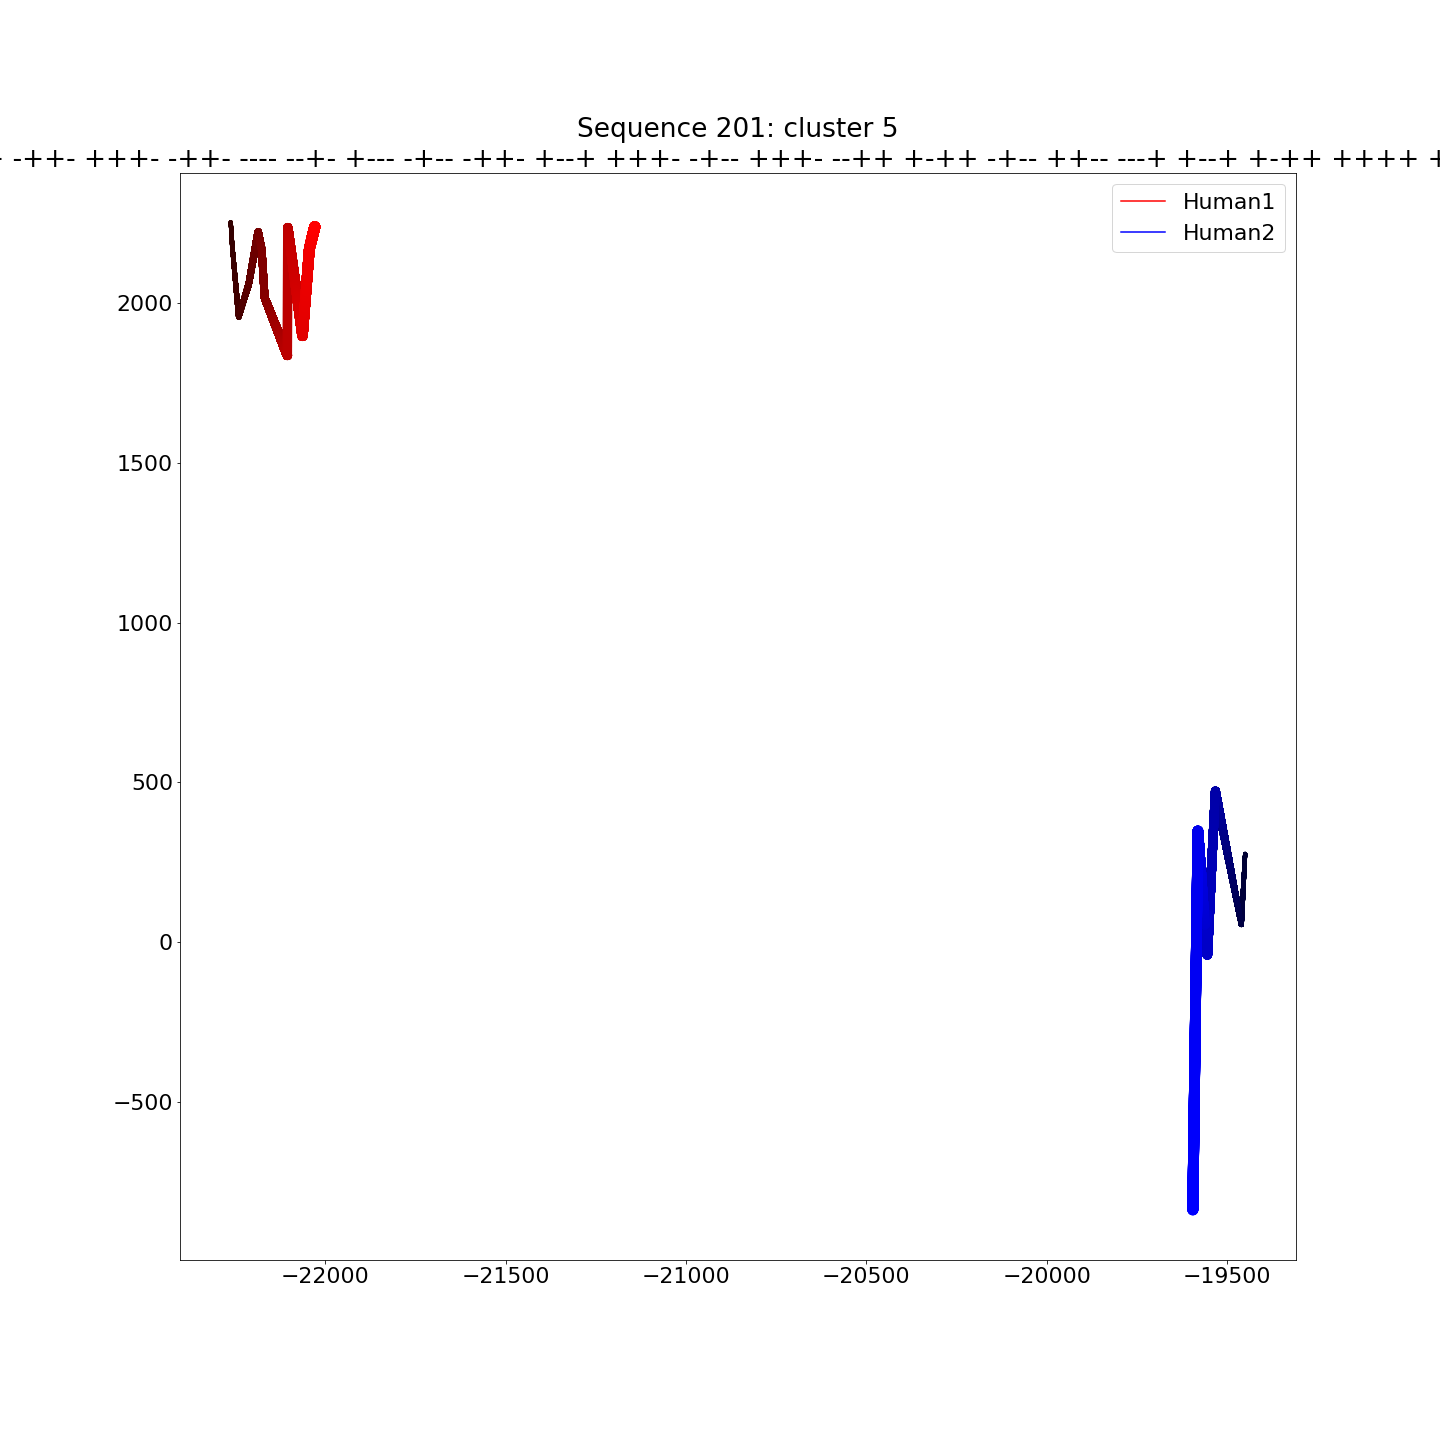 Sequence 201: cluster 5
-++- +++- -++- ---- --+- +--- -+-- -++- +--+ +++- -+-- +++- --++ +-++ -+-- ++-- ---+ +--+ +-++ ++++
Human1
Human2
2000
1500
1000
500
0
−500
−22000 −21500 −21000 −20500 −20000 −19500